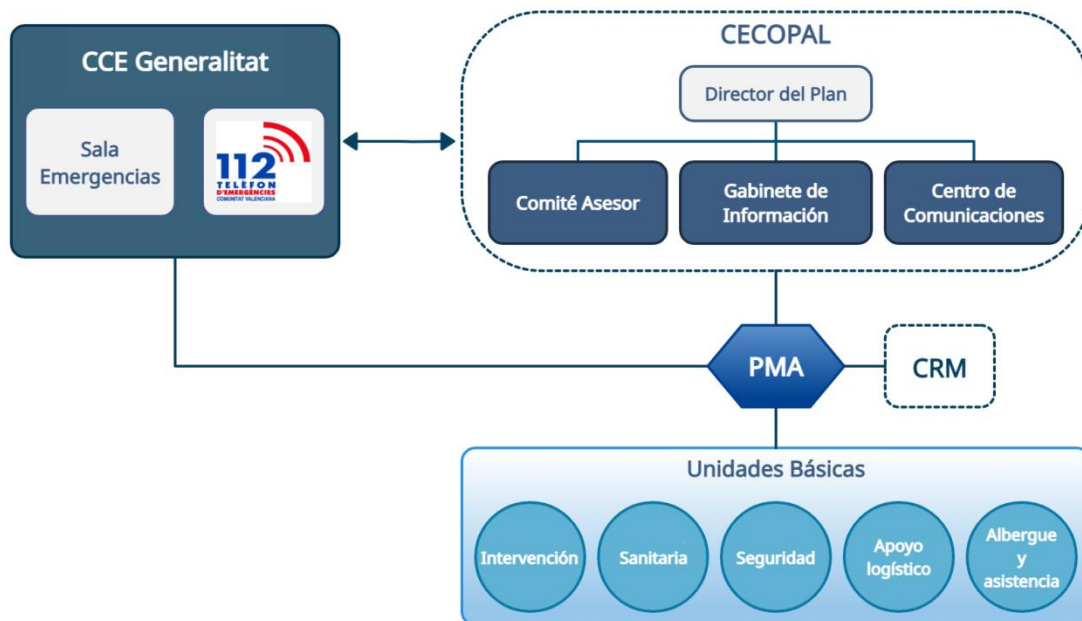 CCE Generalitat
Sala
Emergencias
112
TELÈFON
D'EMERGÈNCIES
COMUNITAT VALENCIANA
CECOPAL
Director del Plan
Comité Asesor
Gabinete de
Información
Centro de
Comunicaciones
PMA
CRM
Unidades Básicas
Intervención
Sanitaria
Seguridad
Apoyo
logístico
Albergue
y
asistencia